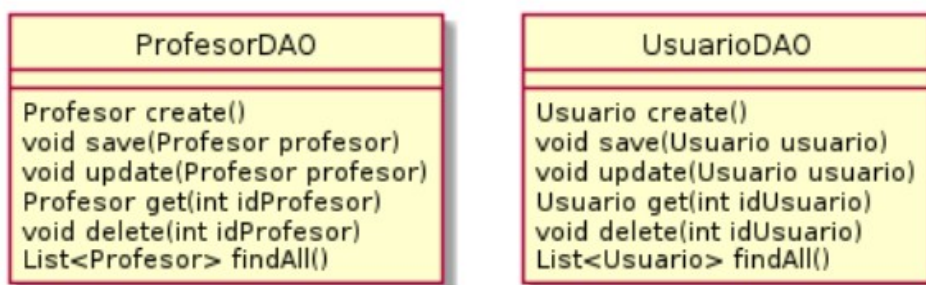 ProfesorDAO
Profesor create()
void save(Profesor profesor)
void update(Profesor profesor)
Profesor get(int idProfesor)
void delete(int idProfesor)
List<Profesor> findAll()
UsuarioDAO
Usuario create()
void save(Usuario usuario)
void update(Usuario usuario)
Usuario get(int idUsuario)
void delete(int idUsuario)
List<Usuario> findAll()